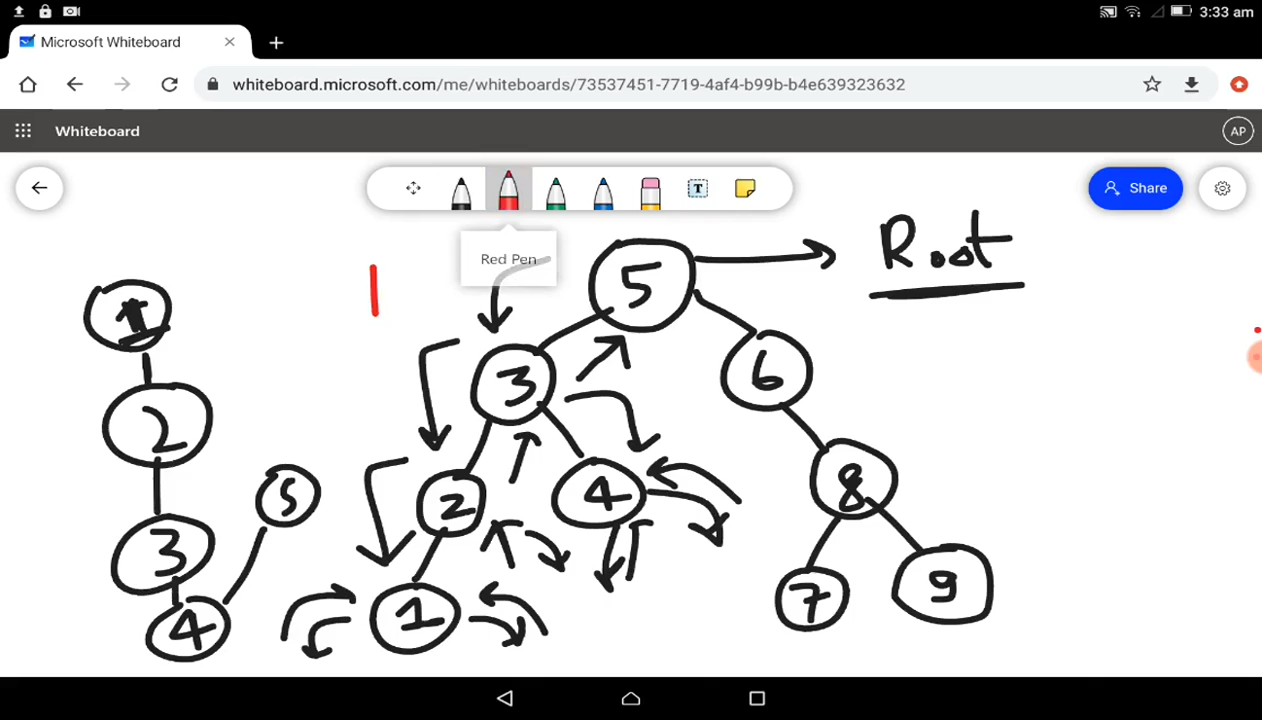 3:33 am
Microsoft Whiteboard
whiteboard.microsoft.com/me/whiteboards/73537451-7719-4af4-b99b-b4e639323632
Whiteboard
AP
T
Share
Red Pen
Root
5
1
3
6
2
2
4
8
5
3
1
7
9
4